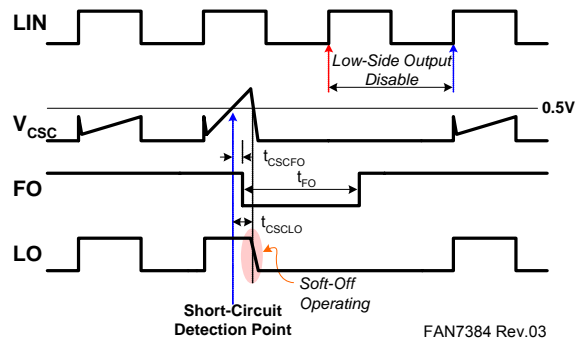 LIN
Low-Side Output
Disable
0.5V
VCSC
tCSCFO
tFO
FO
tCSCLO
LO
Soft-Off
Operating
Short-Circuit
Detection Point
FAN7384 Rev.03